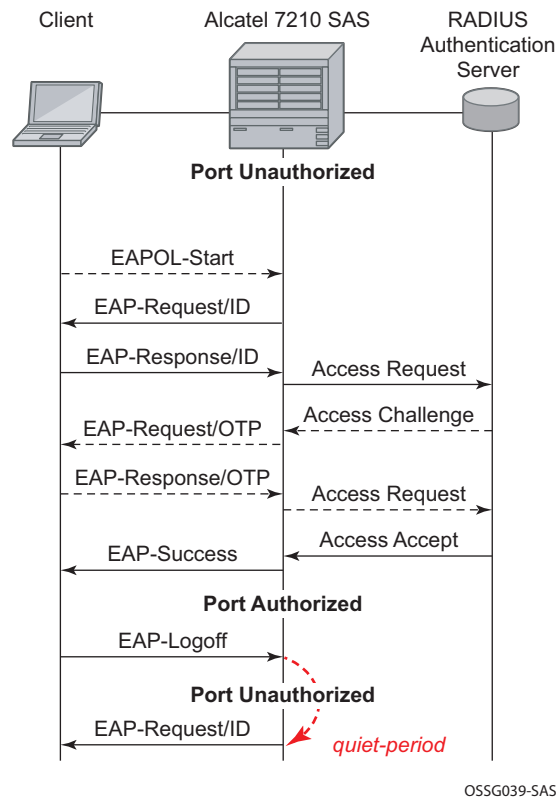 Client
Alcatel 7210 SAS
RADIUS
Authentication
Server
Port Unauthorized
EAPOL-Start
EAP-Request/ID
EAP-Response/ID
Access Request
Access Challenge
EAP-Request/OTP
EAP-Response/OTP
Access Request
Access Accept
EAP-Success
Port Authorized
EAP-Logoff
Port Unauthorized
EAP-Request/ID
quiet-period
OSSG039-SAS